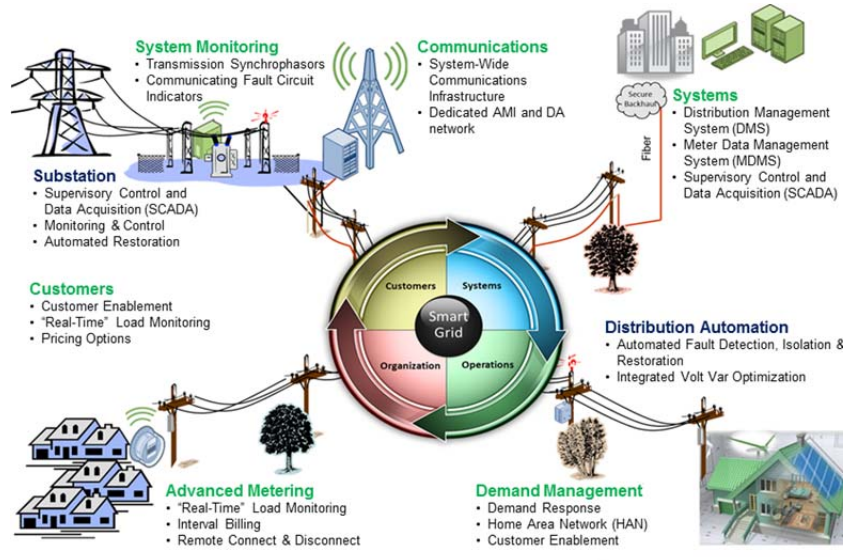 System Monitoring
• Transmission Synchrophasors
• Communicating Fault Circuit
Indicators
Communications
• System-Wide
Communications
Infrastructure
• Dedicated AMI and DA
network
Secure
Backhaul
Fiber
Systems
• Distribution Management
System (DMS)
• Meter Data Management
System (MDMS)
• Supervisory Control and
Data Acquisition (SCADA)
Substation
• Supervisory Control and
Data Acquisition (SCADA)
• Monitoring & Control
• Automated Restoration
Customers
• Customer Enablement
• “Real-Time” Load Monitoring
• Pricing Options
Customers
Systems
Smart
Grid
Organization
Operations
Distribution Automation
• Automated Fault Detection, Isolation &
Restoration
• Integrated Volt Var Optimization
Advanced Metering
• “Real-Time” Load Monitoring
• Interval Billing
• Remote Connect & Disconnect
Demand Management
• Demand Response
• Home Area Network (HAN)
• Customer Enablement